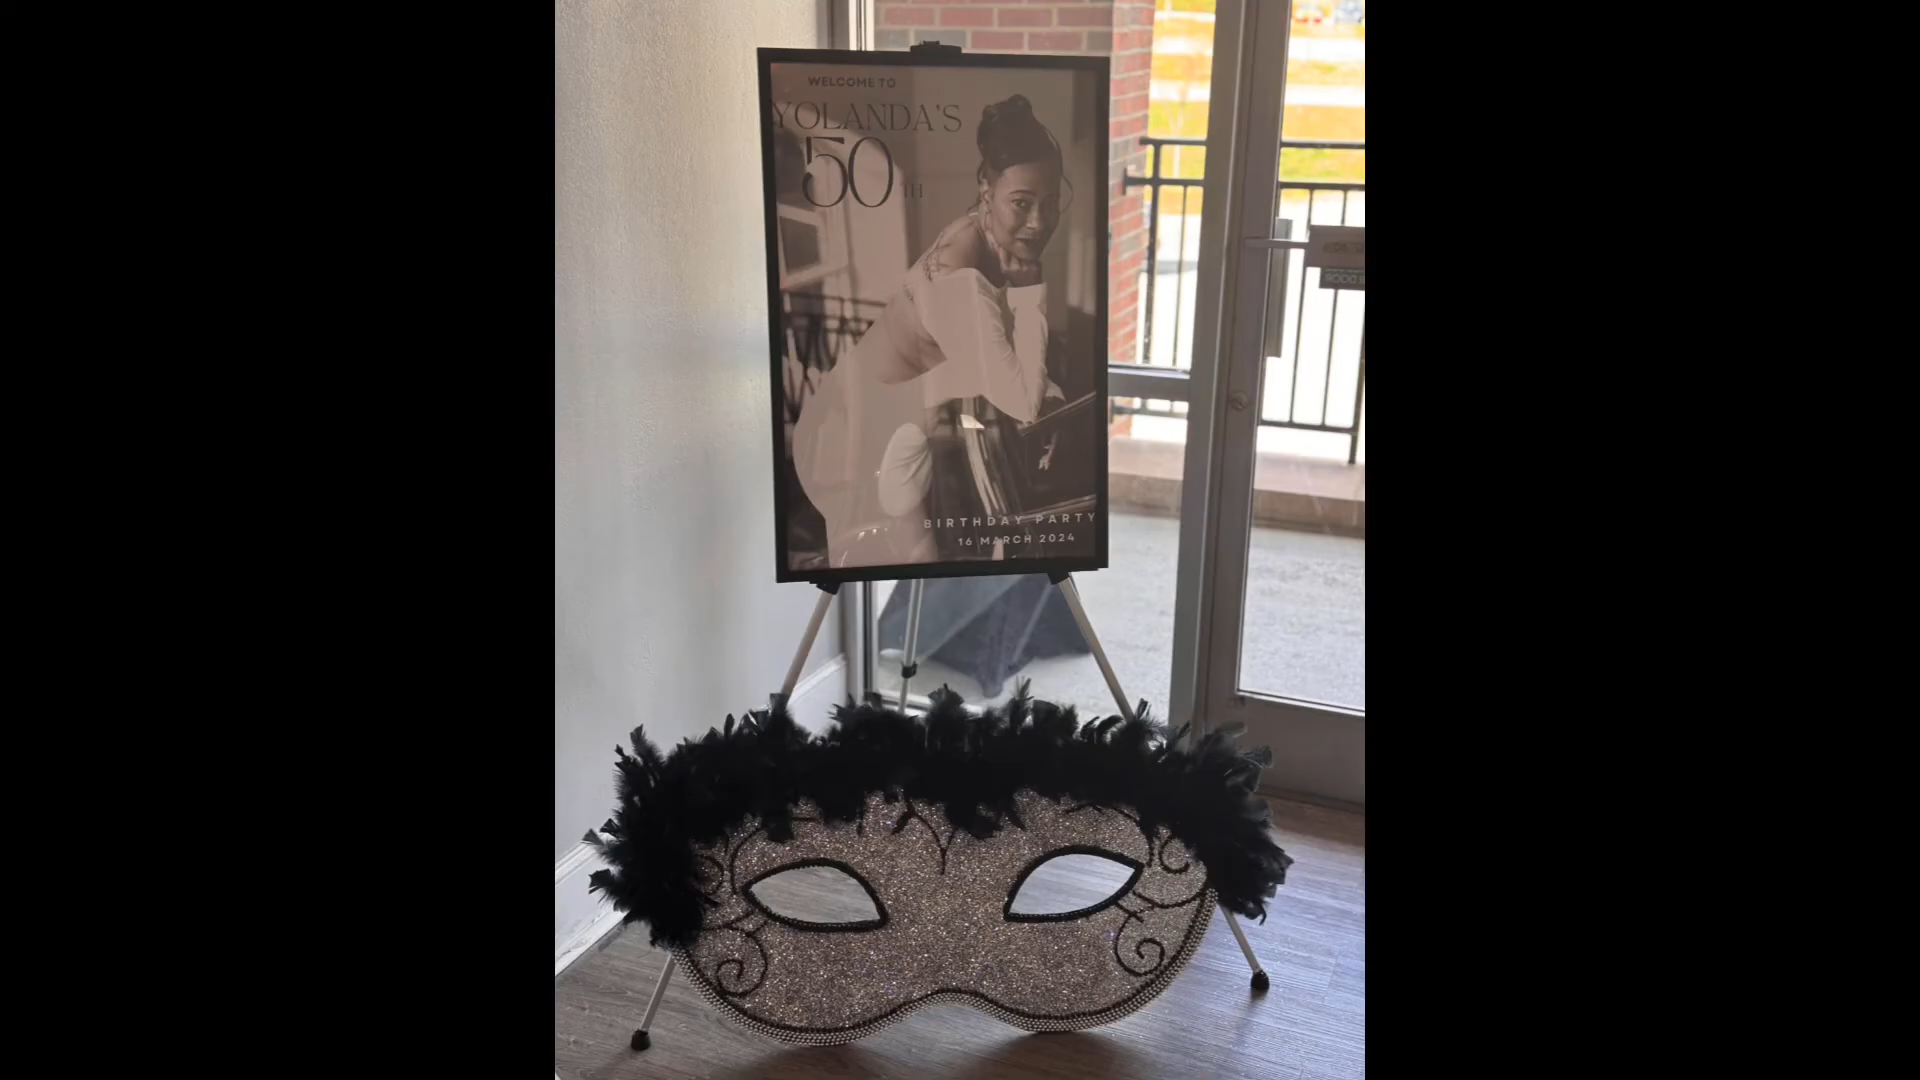 WELCOME TO
YOLANDA'S
50TH
BIRTHDAY PARTY
16 MARCH 2024